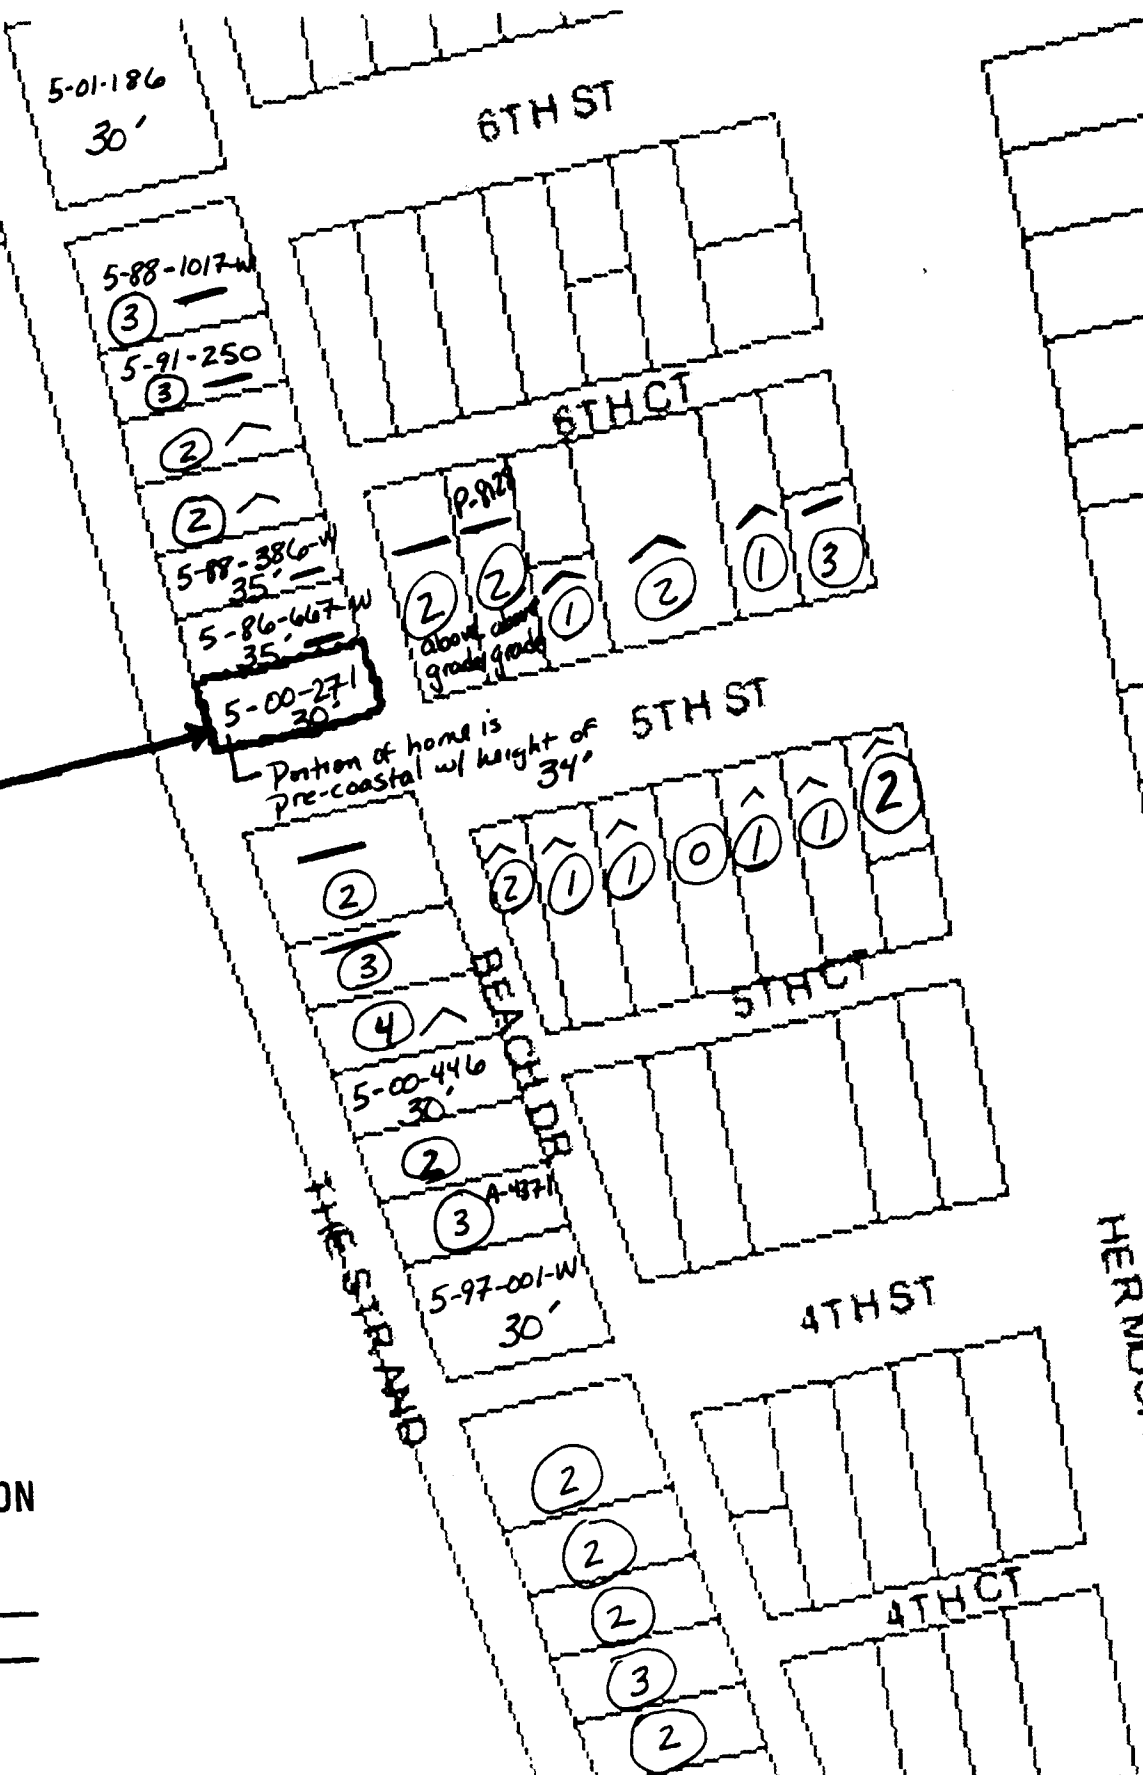 5-01-186
30'
6TH ST
5-88-1017-W
3
5-91-250
3
2
2
5-88-386-W
35'
5-86-667-W
35'
5-00-271
30'
Portion of home is
pre-coastal w/ height of
34'
6TH CT
P-8128
2
above
grade
2
above
grade
1
2
1
3
5TH ST
2
1
1
0
1
1
2
5TH CT
2
3
4
5-00-446
30'
2
3
A-4371
5-97-001-W
30'
BEACH DR
THE STRAND
4TH ST
2
2
2
3
2
4TH CT
ON